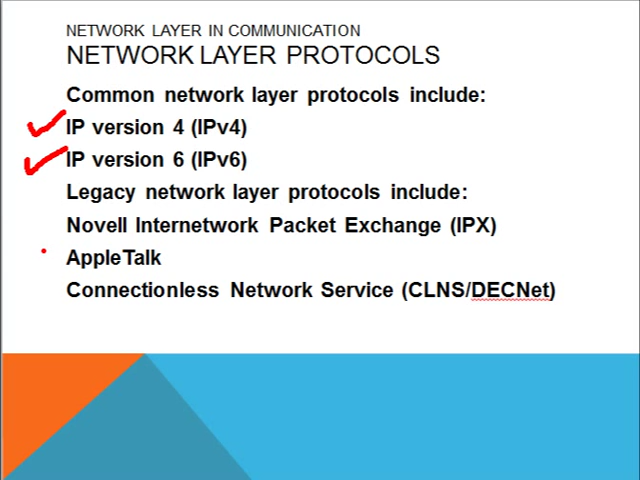 NETWORK LAYER IN COMMUNICATION
NETWORK LAYER PROTOCOLS
Common network layer protocols include:
IP version 4 (IPv4)
IP version 6 (IPv6)
Legacy network layer protocols include:
Novell Internetwork Packet Exchange (IPX)
AppleTalk
Connectionless Network Service (CLNS/DECNet)